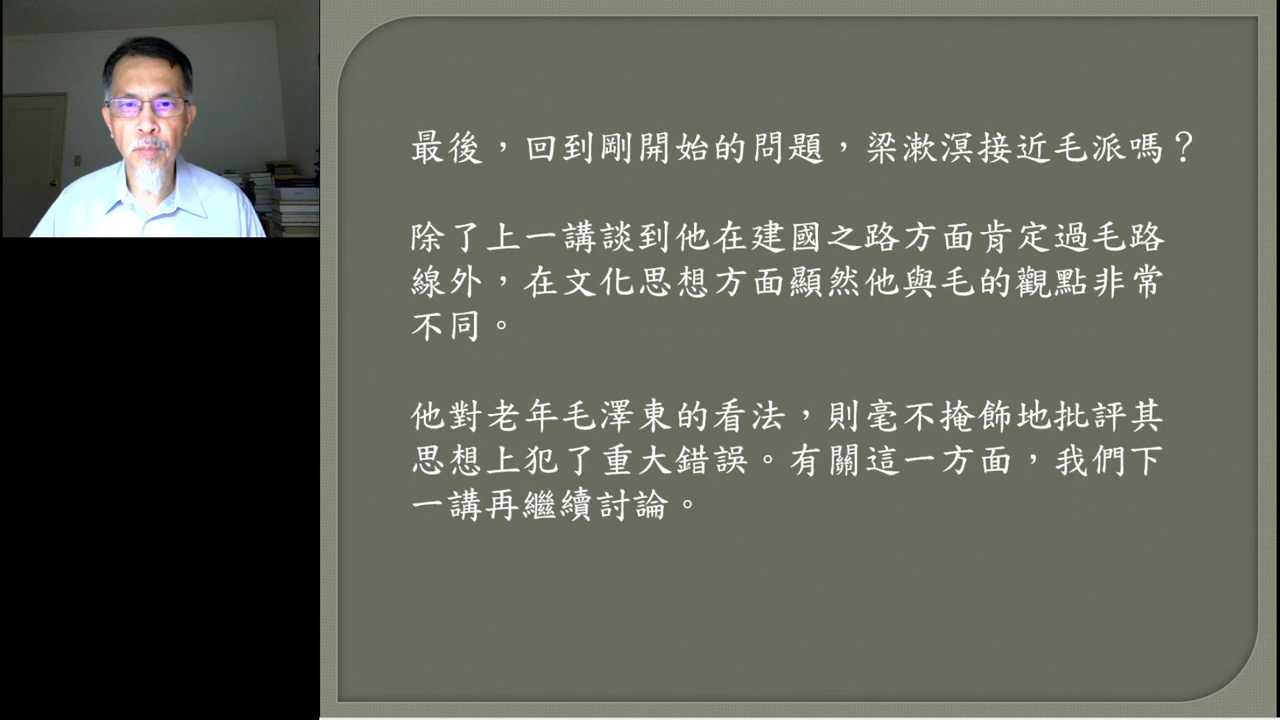 最後，回到剛開始的問題，梁漱溟接近毛派嗎？
除了上一講談到他在建國之路方面肯定過毛路
線外，在文化思想方面顯然他與毛的觀點非常
不同。
他對老年毛澤東的看法，則毫不掩飾地批評其
思想上犯了重大錯誤。有關這一方面，我們下
一講再繼續討論。